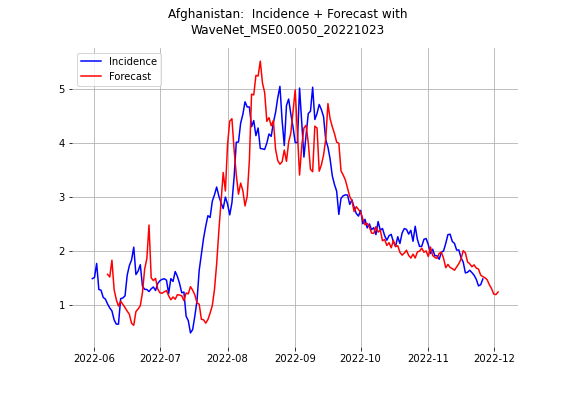 Afghanistan:  Incidence + Forecast with
WaveNet_MSE0.0050_20221023
Incidence
Forecast
5
4
3
2
1
2022-06 2022-07 2022-08 2022-09 2022-10 2022-11 2022-12